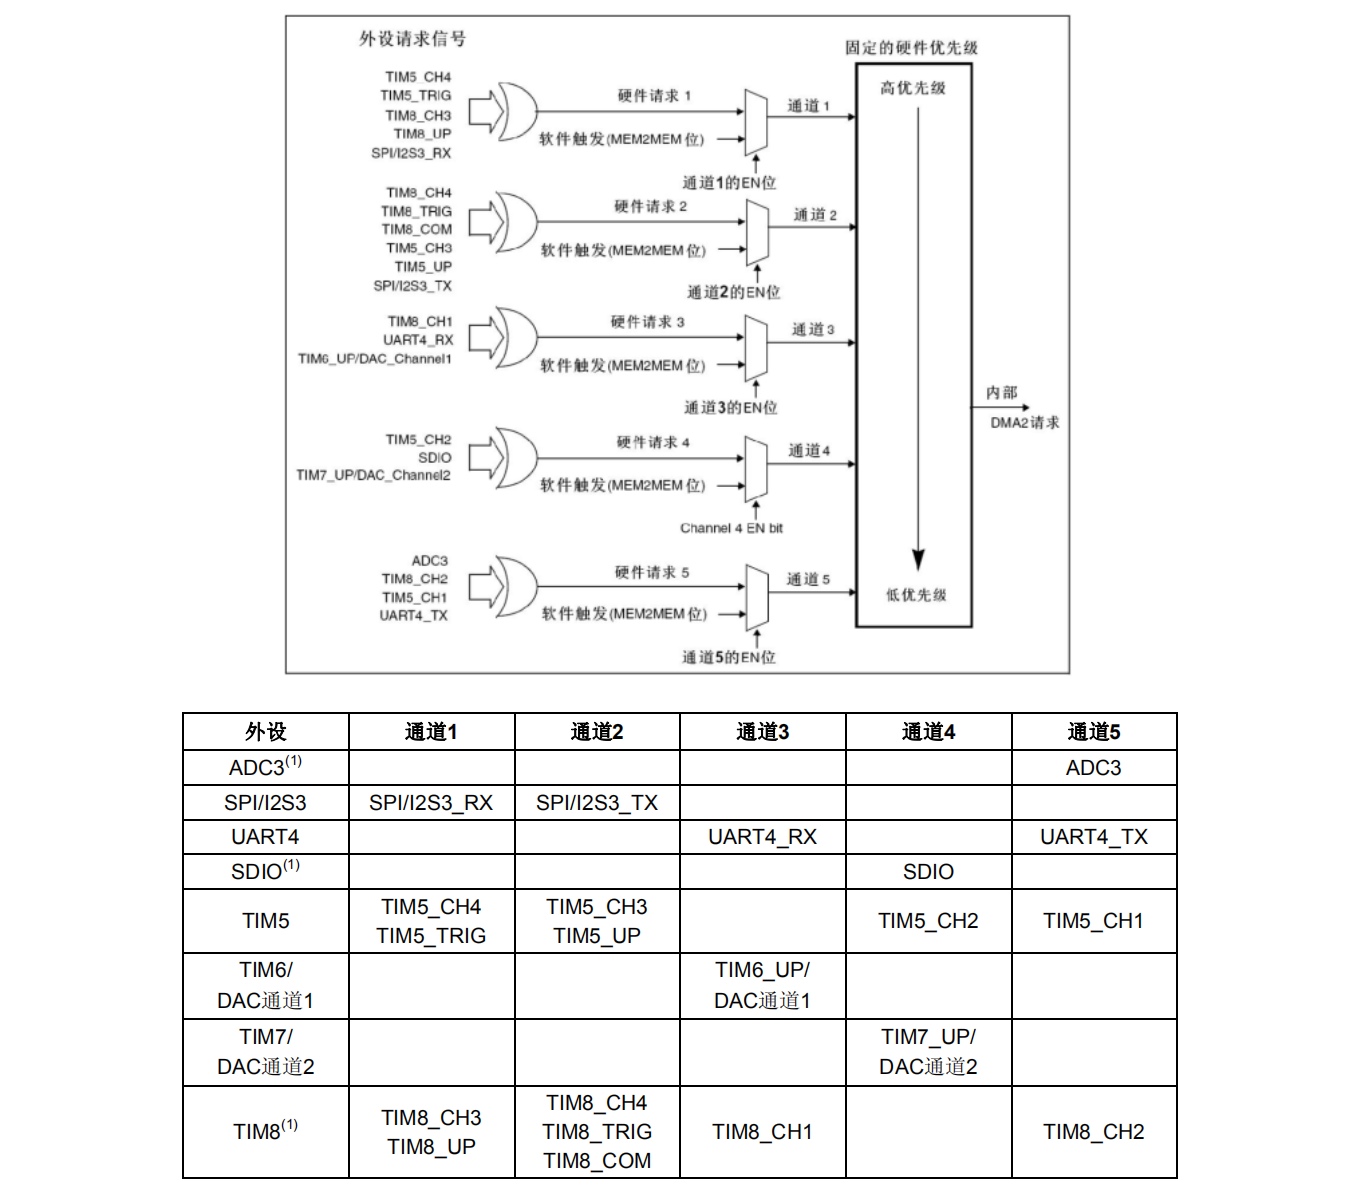 外设请求信号
固定的硬件优先级
高优先级
TIM5_CH4
TIM5_TRIG
TIM8_CH3
TIM8_UP
SPI/I2S3_RX
硬件请求 1
软件触发(MEM2MEM 位)
通道 1
通道1的EN位
TIM8_CH4
TIM8_TRIG
TIM8_COM
TIM5_CH3
TIM5_UP
SPI/I2S3_TX
硬件请求 2
软件触发(MEM2MEM 位)
通道 2
通道2的EN位
TIM8_CH1
UART4_RX
TIM6_UP/DAC_Channel1
硬件请求 3
软件触发(MEM2MEM 位)
通道 3
通道3的EN位
内部
DMA2 请求
TIM5_CH2
SDIO
TIM7_UP/DAC_Channel2
硬件请求 4
软件触发(MEM2MEM 位)
通道4
Channel 4 EN bit
ADC3
TIM8_CH2
TIM5_CH1
UART4_TX
硬件请求 5
软件触发(MEM2MEM 位)
通道 5
通道5的EN位
低优先级
外设 通道1 通道2 通道3 通道4 通道5
ADC3(1) ADC3
SPI/I2S3 SPI/I2S3_RX SPI/I2S3_TX
UART4 UART4_RX UART4_TX
SDIO(1) SDIO
TIM5
TIM5_CH4
TIM5_TRIG
TIM5_CH3
TIM5_UP
TIM5_CH2
TIM5_CH1
TIM6/
DAC通道1
TIM6_UP/
DAC通道1
TIM7/
DAC通道2
TIM7_UP/
DAC通道2
TIM8(1)
TIM8_CH3
TIM8_UP
TIM8_CH4
TIM8_TRIG
TIM8_COM
TIM8_CH1
TIM8_CH2